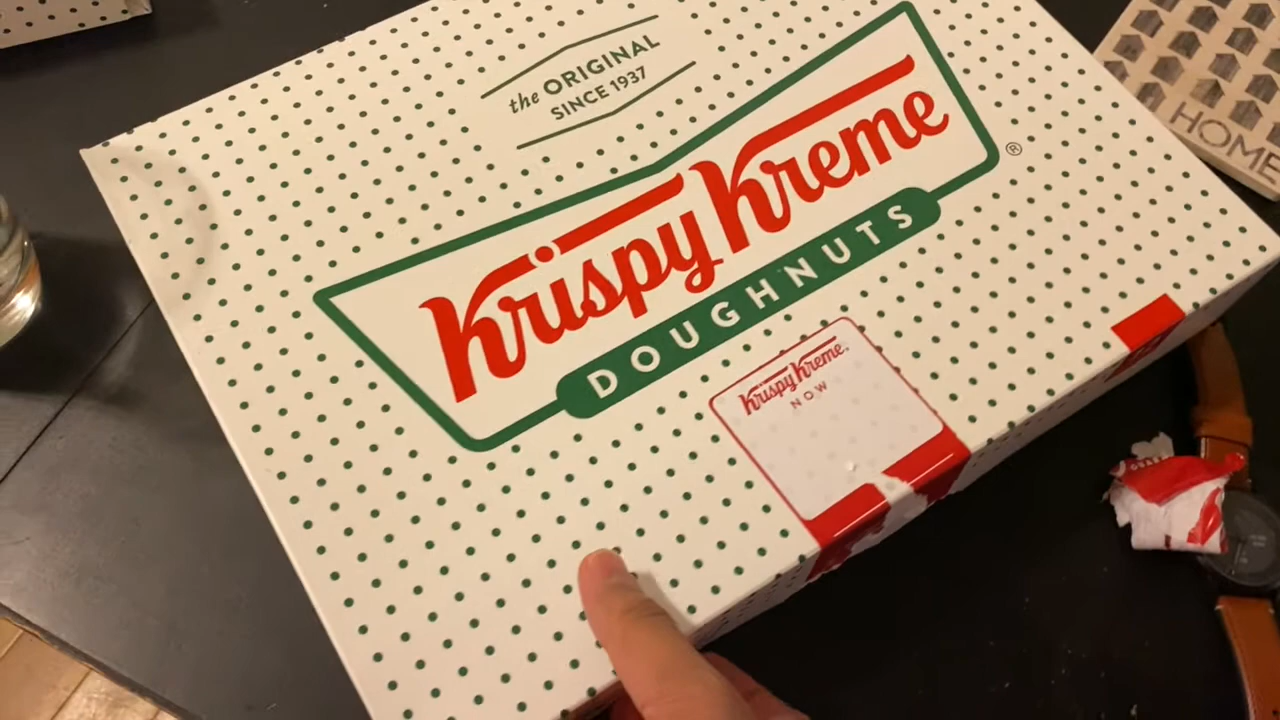 the ORIGINAL
SINCE 1937
Krispy Kreme
®
DOUGHNUTS
Krispy Kreme
NOW
HOME